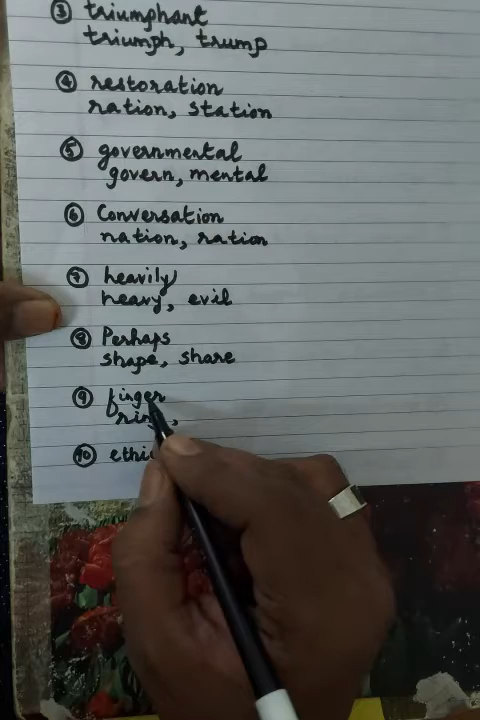 ③ triumphant
triumph, trump
④ restoration
ration, station
⑤ governmental
govern, mental
⑥ Conversation
nation, ration
⑦ heavily
heavy, evil
⑧ Perhaps
shape, share
⑨ finger
⑩